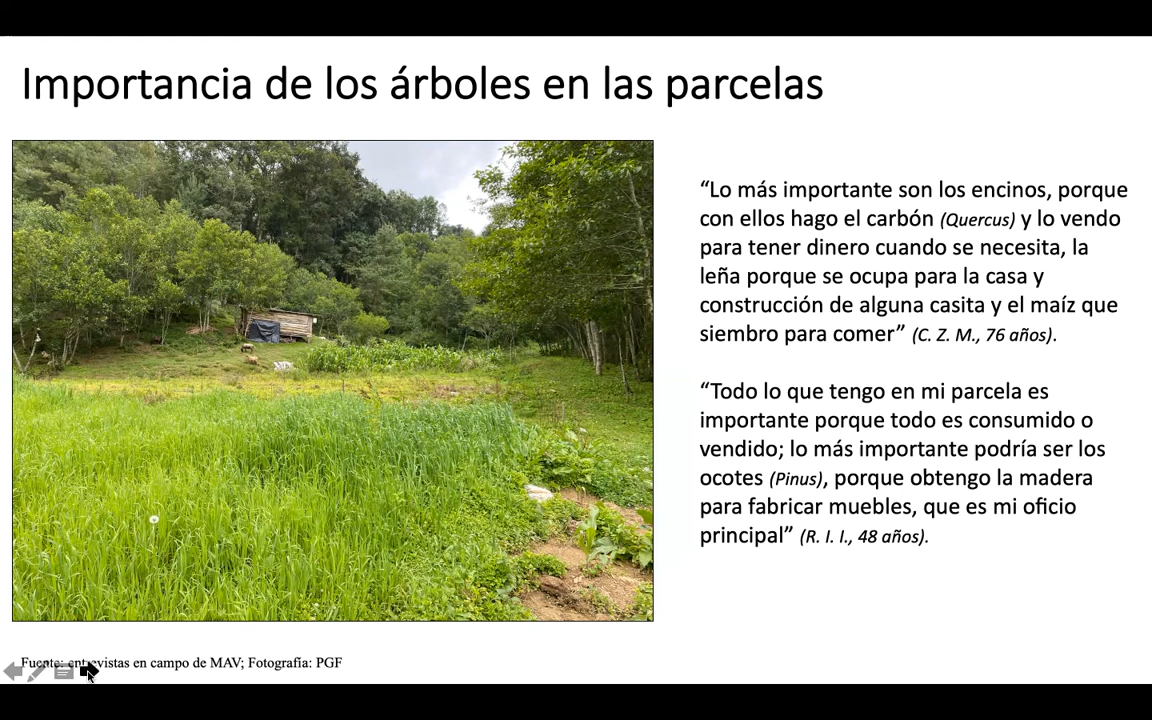 Importancia de los árboles en las parcelas
“Lo más importante son los encinos, porque
con ellos hago el carbón (Quercus) y lo vendo
para tener dinero cuando se necesita, la
leña porque se ocupa para la casa y
construcción de alguna casita y el maíz que
siembro para comer” (C. Z. M., 76 años).
“Todo lo que tengo en mi parcela es
importante porque todo es consumido o
vendido; lo más importante podría ser los
ocotes (Pinus), porque obtengo la madera
para fabricar muebles, que es mi oficio
principal” (R. I. I., 48 años).
Fuente: entrevistas en campo de MAV; Fotografía: PGF